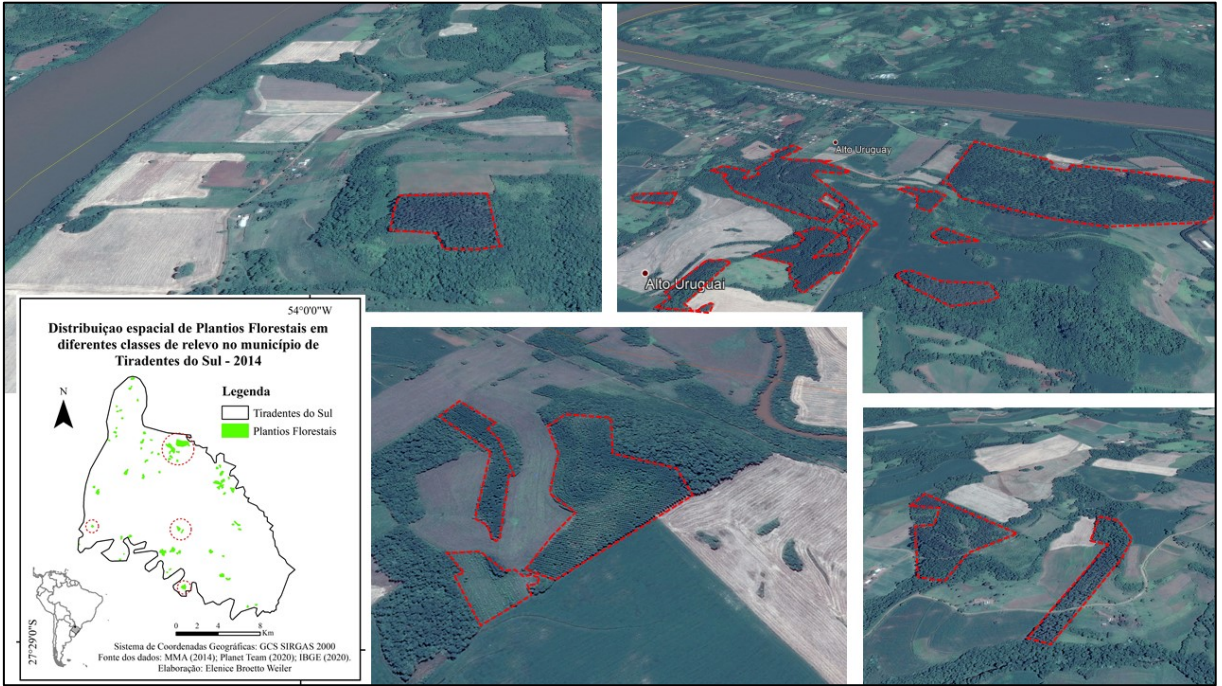 Alto Uruguay
Alto Uruguai
54°0'0"W
Distribuiçao espacial de Plantios Florestais em
diferentes classes de relevo no município de
Tiradentes do Sul - 2014
N
Legenda
Tiradentes do Sul
Plantios Florestais
27°29'0"S
0 2 4 8
Km
Sistema de Coordenadas Geográficas: GCS SIRGAS 2000
Fonte dos dados: MMA (2014); Planet Team (2020); IBGE (2020).
Elaboração: Elenice Broetto Weiler